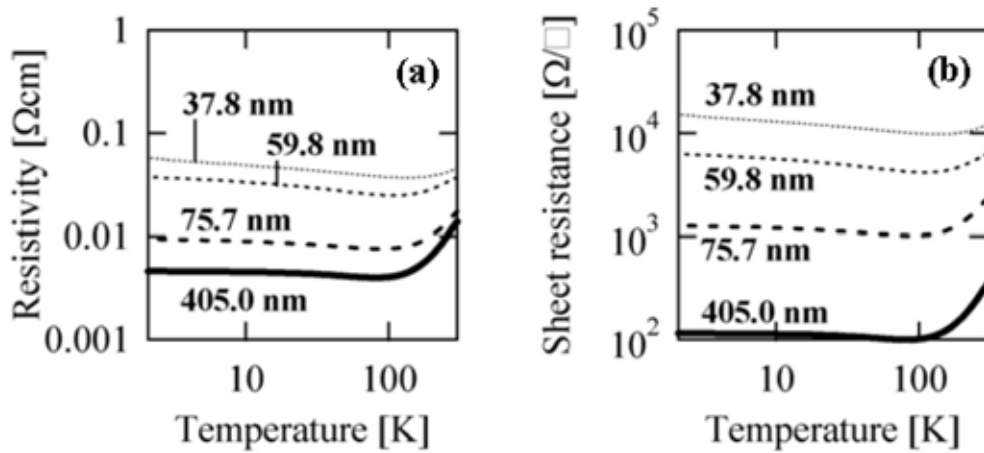 Resistivity [Ωcm]
1
0.1
0.01
0.001
(a)
37.8 nm
59.8 nm
75.7 nm
405.0 nm
10 100
Temperature [K]
Sheet resistance [Ω/□]
10⁵
10⁴
10³
10²
(b)
37.8 nm
59.8 nm
75.7 nm
405.0 nm
10 100
Temperature [K]